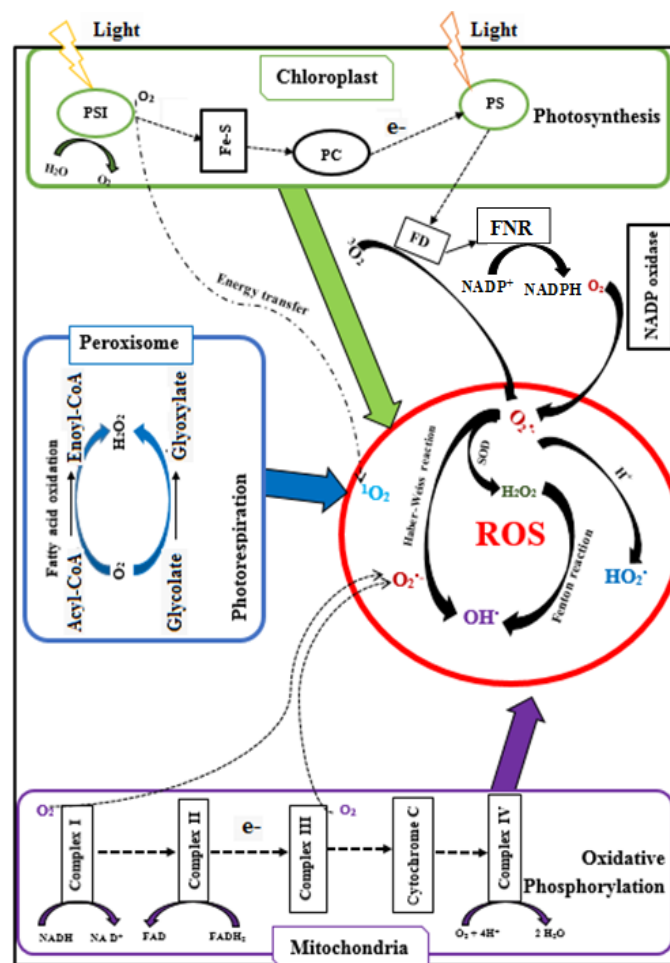 Light
Light
Chloroplast
PSI
O₂
Fe-S
PC
e-
PS
Photosynthesis
H₂O
O₂
FD
FNR
³O₂
NADP⁺
NADPH
O₂
NADP oxidase
Energy transfer
Peroxisome
Fatty acid oxidation
Acyl-CoA
Enoyl-CoA
H₂O₂
O₂
Glyoxylate
Glycolate
Photorespiration
O₂•-
SOD
H⁺
Haber-Weiss reaction
¹O₂
H₂O₂
ROS
HO₂•
O₂•-
OH•
Fenton reaction
O₂
Complex I
Complex II
e-
Complex III
O₂
Cytochrome C
Complex IV
Oxidative
Phosphorylation
NADH
NAD⁺
FAD
FADH₂
O₂ + 4H⁺
2 H₂O
Mitochondria